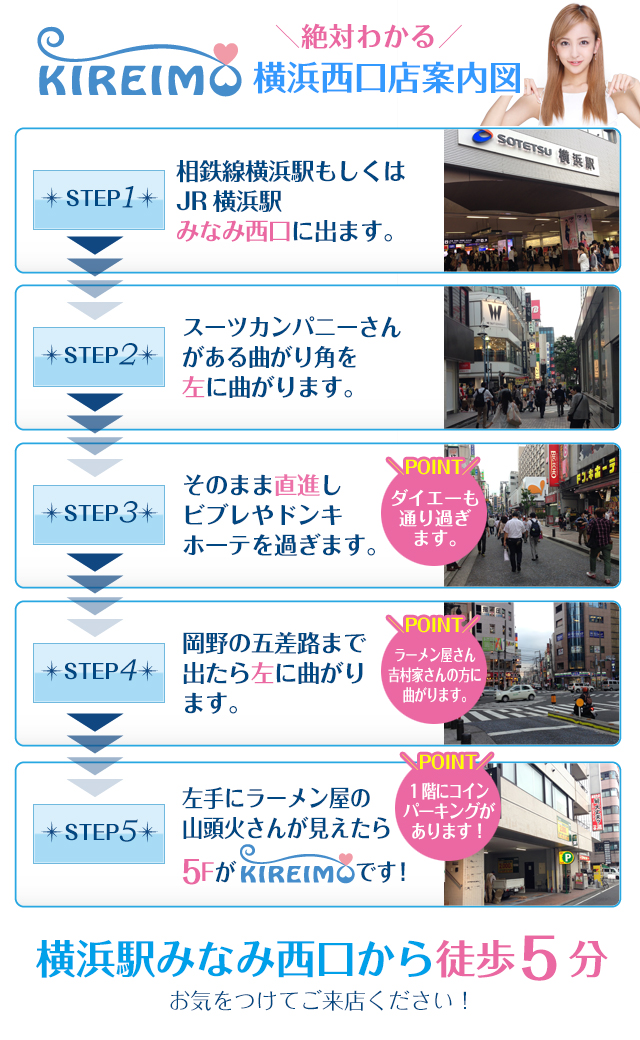 ＼絶対わかる／
KIREIMO
横浜西口店案内図
STEP1
相鉄線横浜駅もしくは
JR横浜駅
みなみ西口に出ます。
SOTETSU 横浜駅
STEP2
スーツカンパニーさん
がある曲がり角を
左に曲がります。
W
STEP3
そのまま直進し
ビブレやドンキ
ホーテを過ぎます。
POINT
ダイエーも
通り過ぎ
ます。
ドン.キホーテ
STEP4
岡野の五差路まで
出たら左に曲がり
ます。
POINT
ラーメン屋さん
吉村家さんの方に
曲がります。
STEP5
左手にラーメン屋の
山頭火さんが見えたら
5FがKIREIMOです！
POINT
1階にコイン
パーキングが
あります！
P
横浜駅みなみ西口から徒歩5分
お気をつけてご来店ください！